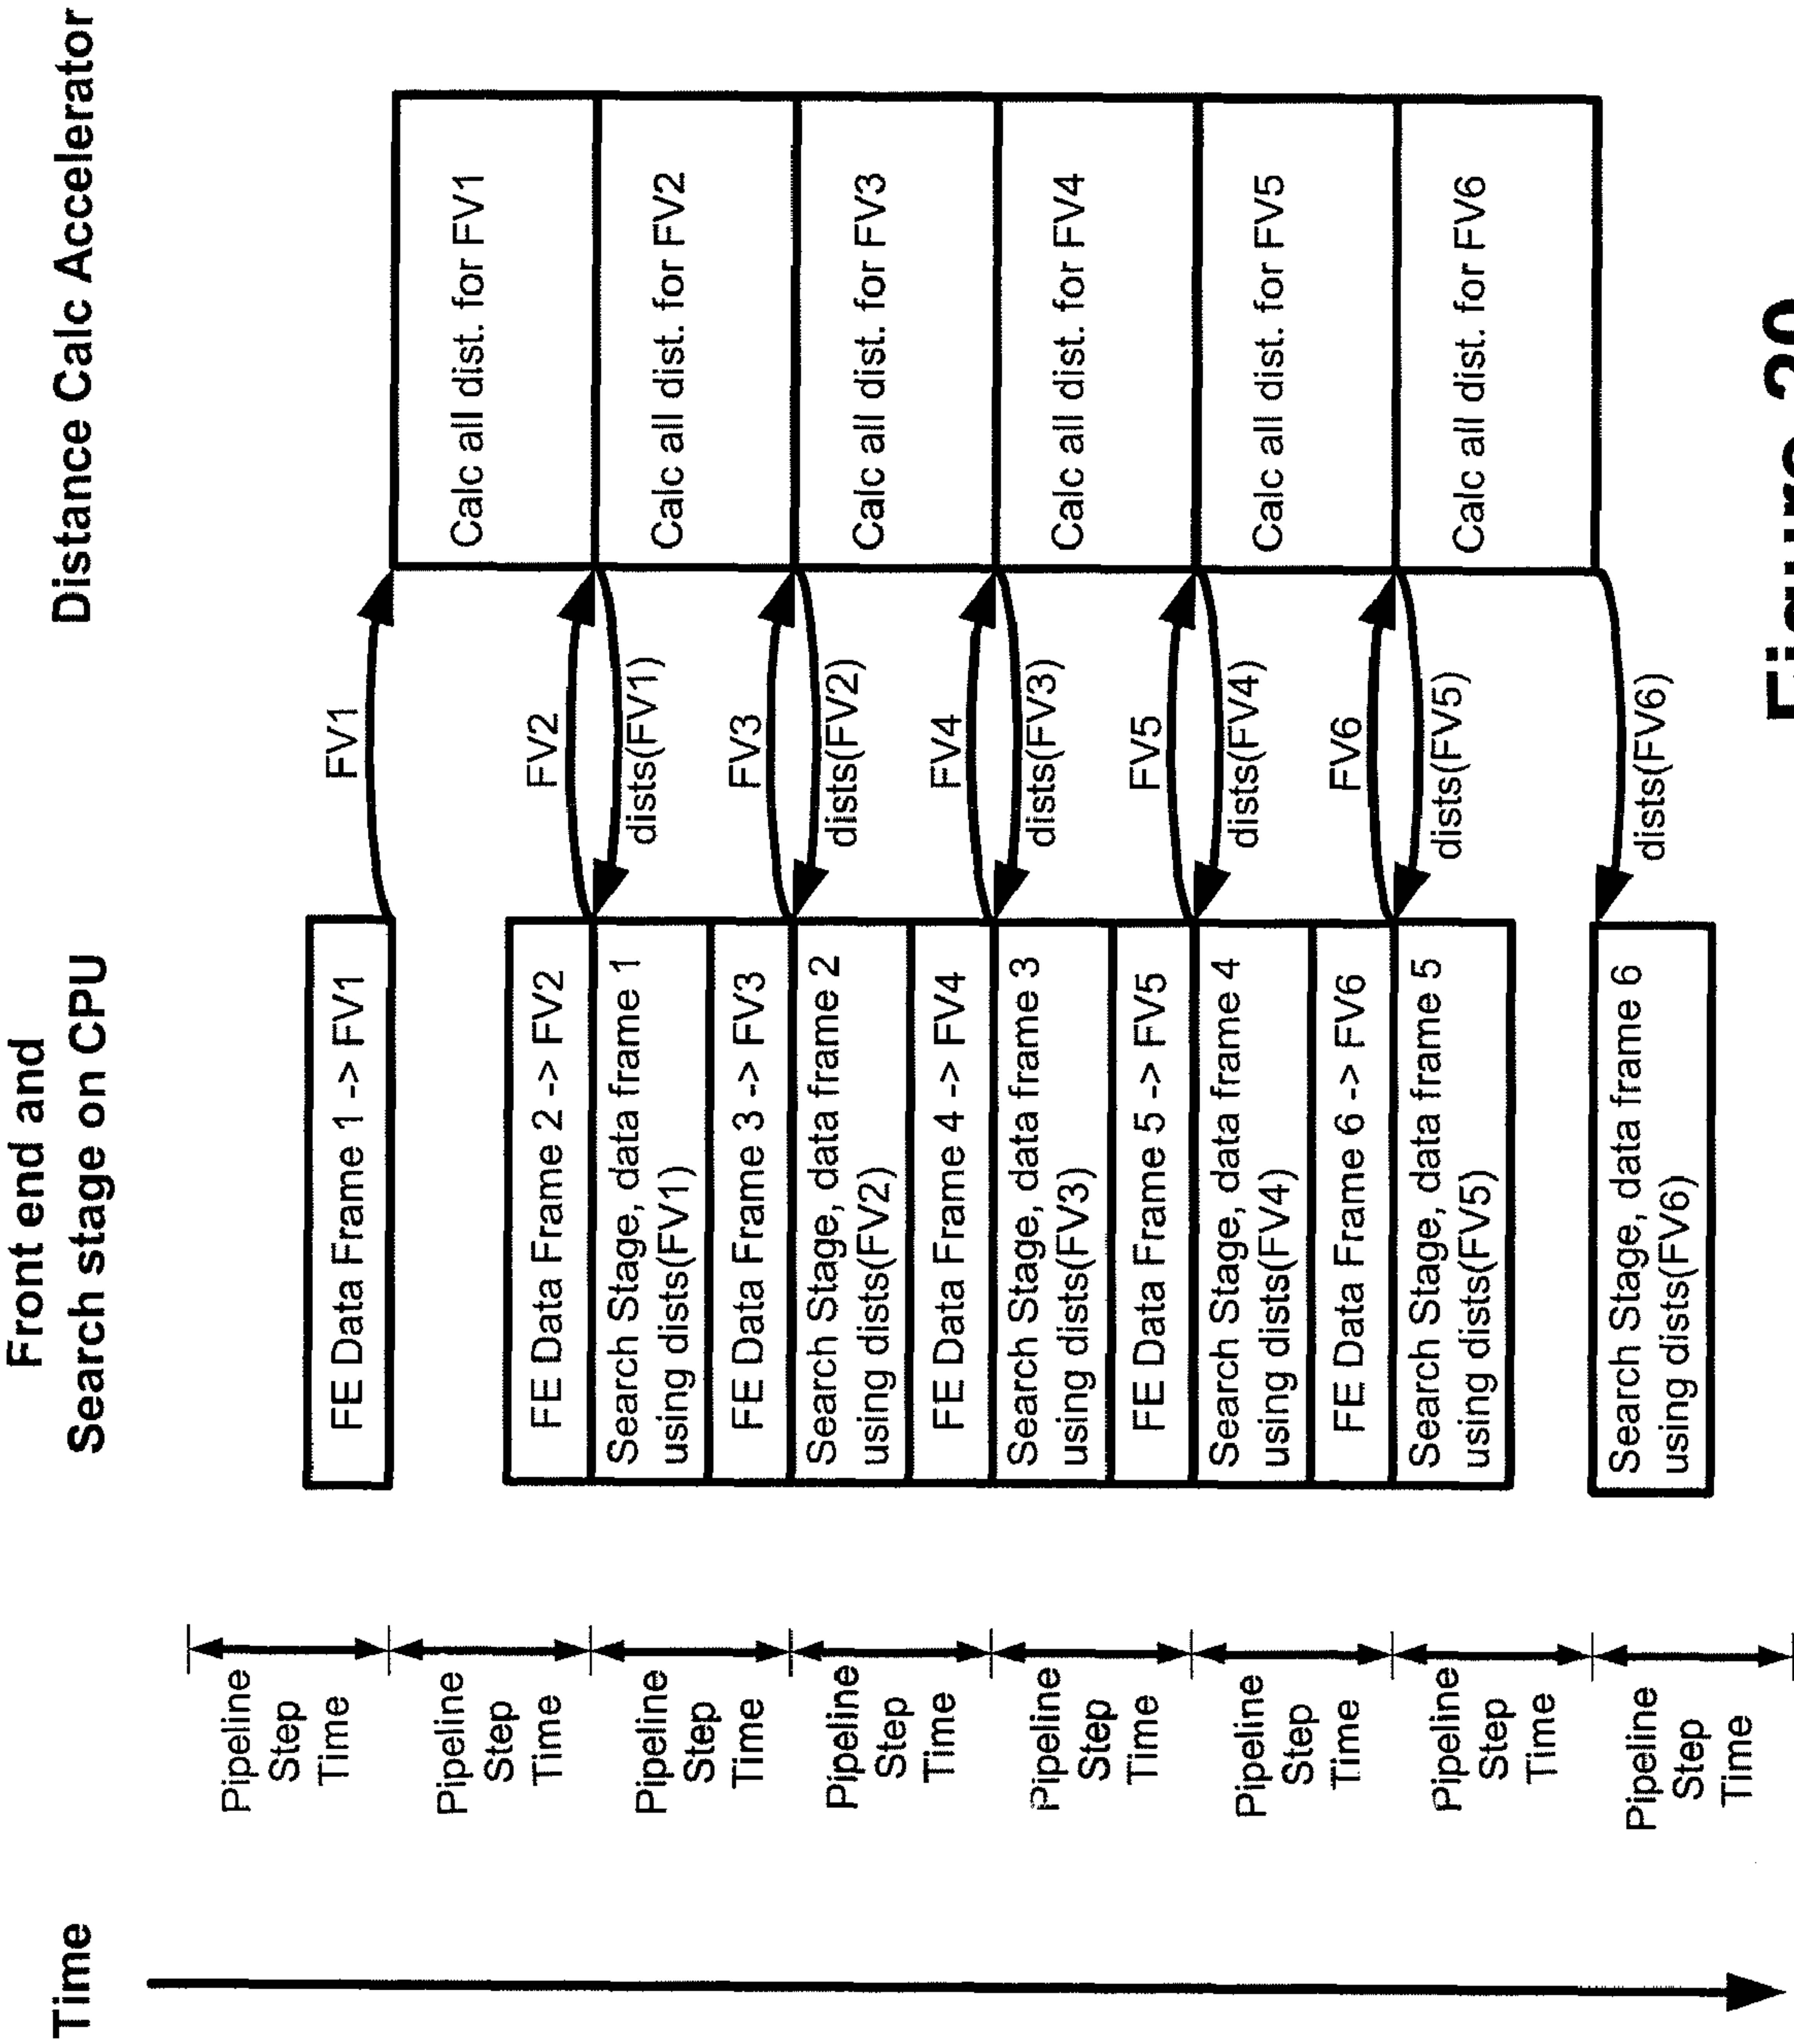 Time
Front end and
Search stage on CPU
Distance Calc Accelerator
Pipeline
Step
Time
FE Data Frame 1 -> FV1
FV1
Pipeline
Step
Time
Calc all dist. for FV1
FE Data Frame 2 -> FV2
FV2
dists(FV1)
Pipeline
Step
Time
Search Stage, data frame 1
using dists(FV1)
Calc all dist. for FV2
FE Data Frame 3 -> FV3
FV3
dists(FV2)
Pipeline
Step
Time
Search Stage, data frame 2
using dists(FV2)
Calc all dist. for FV3
FE Data Frame 4 -> FV4
FV4
dists(FV3)
Pipeline
Step
Time
Search Stage, data frame 3
using dists(FV3)
Calc all dist. for FV4
FE Data Frame 5 -> FV5
FV5
dists(FV4)
Pipeline
Step
Time
Search Stage, data frame 4
using dists(FV4)
Calc all dist. for FV5
FE Data Frame 6 -> FV6
FV6
dists(FV5)
Pipeline
Step
Time
Search Stage, data frame 5
using dists(FV5)
Calc all dist. for FV6
dists(FV6)
Pipeline
Step
Time
Search Stage, data frame 6
using dists(FV6)
Figure